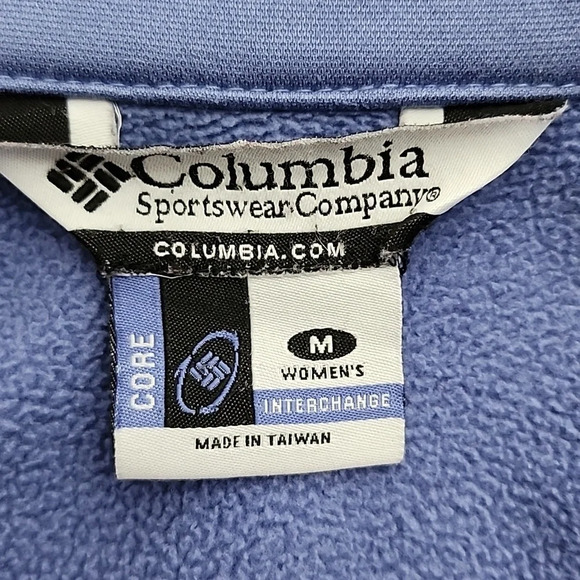 Columbia
Sportswear Company®
COLUMBIA.COM
CORE
M
WOMEN'S
INTERCHANGE
MADE IN TAIWAN